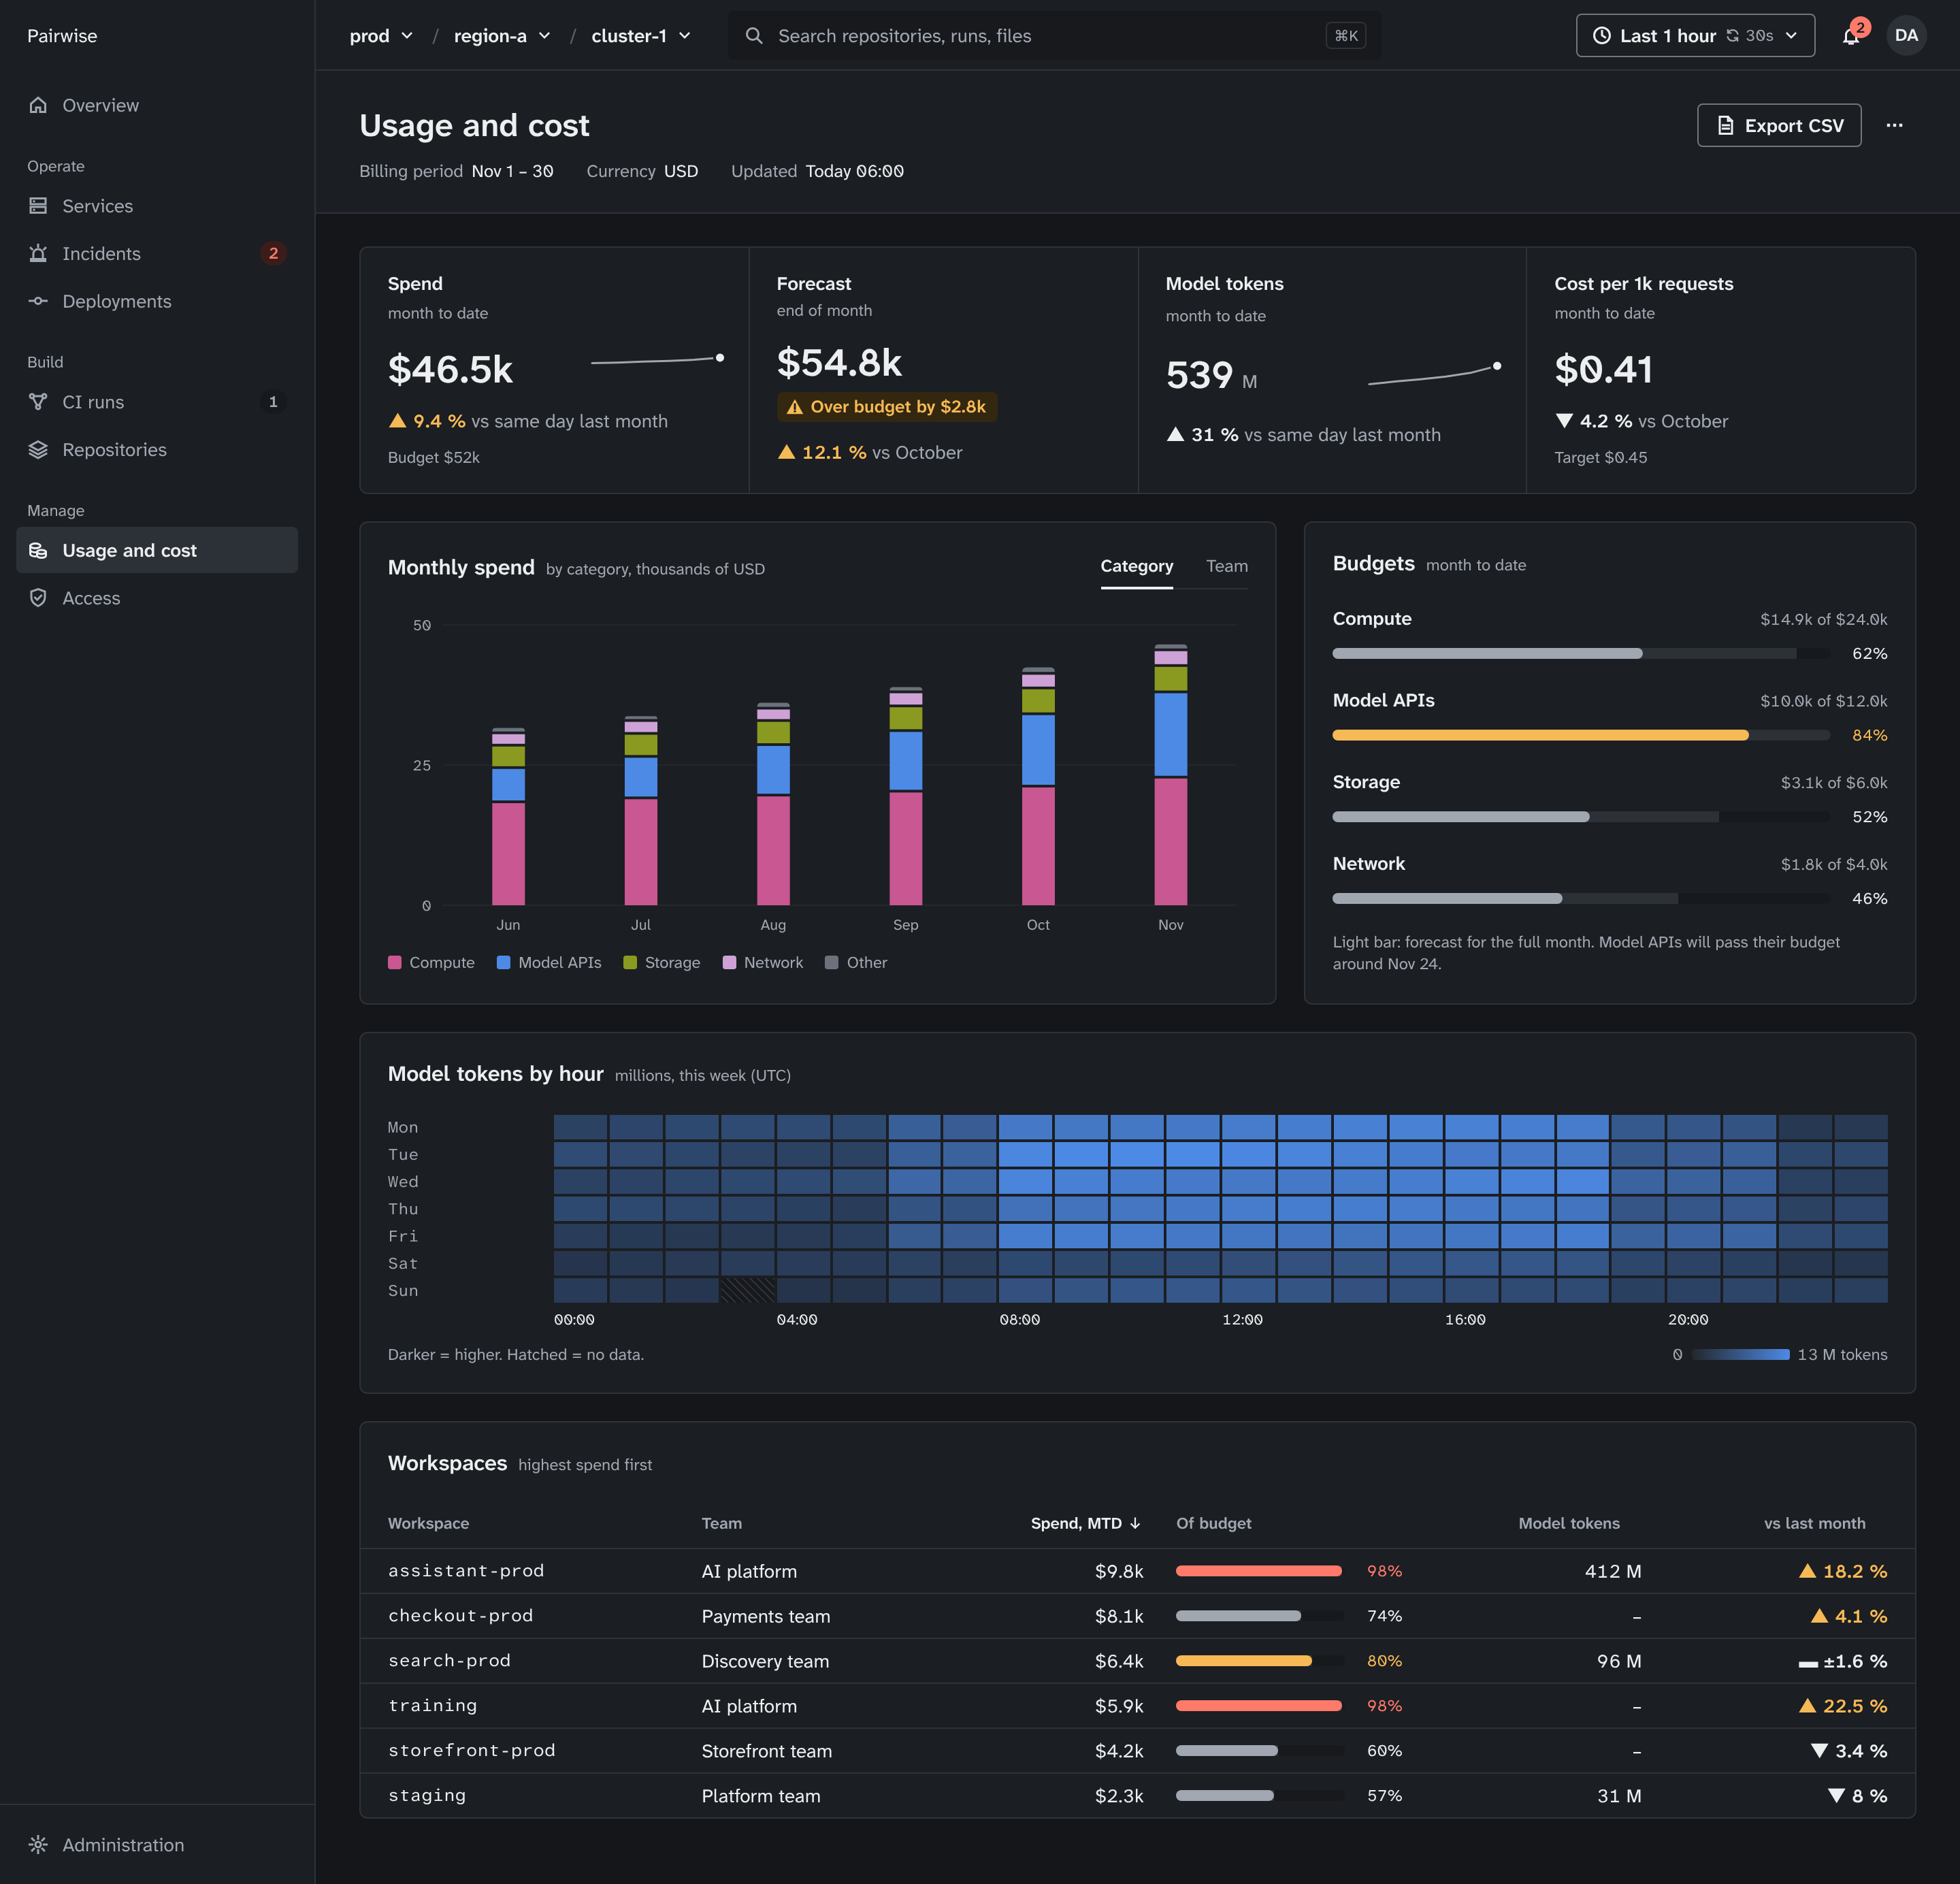 Pairwise
prod / region-a / cluster-1
Search repositories, runs, files
⌘K
Last 1 hour 30s
2
DA
Overview
Operate
Services
Incidents 2
Deployments
Build
CI runs 1
Repositories
Manage
Usage and cost
Access
Administration
Usage and cost
Export CSV
Billing period Nov 1 – 30 Currency USD Updated Today 06:00
Spend
month to date
$46.5k
9.4 % vs same day last month
Budget $52k
Forecast
end of month
$54.8k
Over budget by $2.8k
12.1 % vs October
Model tokens
month to date
539 M
31 % vs same day last month
Cost per 1k requests
month to date
$0.41
4.2 % vs October
Target $0.45
Monthly spend by category, thousands of USD
Category Team
50
25
0
Jun Jul Aug Sep Oct Nov
Compute Model APIs Storage Network Other
Budgets month to date
Compute $14.9k of $24.0k
62%
Model APIs $10.0k of $12.0k
84%
Storage $3.1k of $6.0k
52%
Network $1.8k of $4.0k
46%
Light bar: forecast for the full month. Model APIs will pass their budget
around Nov 24.
Model tokens by hour millions, this week (UTC)
Mon
Tue
Wed
Thu
Fri
Sat
Sun
00:00 04:00 08:00 12:00 16:00 20:00
Darker = higher. Hatched = no data.
0 13 M tokens
Workspaces highest spend first
Workspace Team Spend, MTD ↓ Of budget Model tokens vs last month
assistant-prod AI platform $9.8k 98% 412 M ▲ 18.2 %
checkout-prod Payments team $8.1k 74% – ▲ 4.1 %
search-prod Discovery team $6.4k 80% 96 M ±1.6 %
training AI platform $5.9k 98% – ▲ 22.5 %
storefront-prod Storefront team $4.2k 60% – ▼ 3.4 %
staging Platform team $2.3k 57% 31 M ▼ 8 %